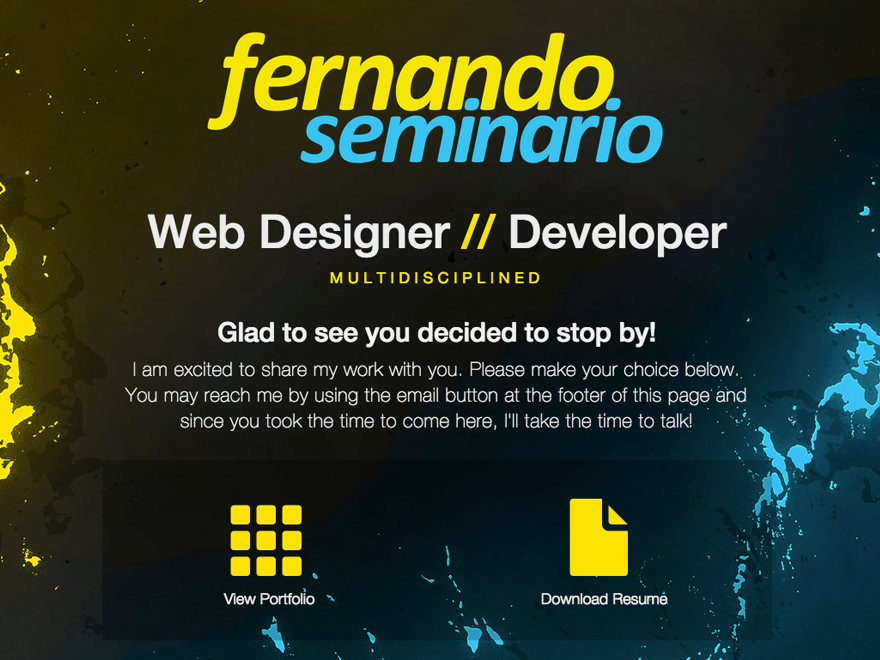 fernando
seminario
Web Designer // Developer
MULTIDISCIPLINED
Glad to see you decided to stop by!
I am excited to share my work with you. Please make your choice below.
You may reach me by using the email button at the footer of this page and
since you took the time to come here, I'll take the time to talk!
View Portfolio
Download Resume